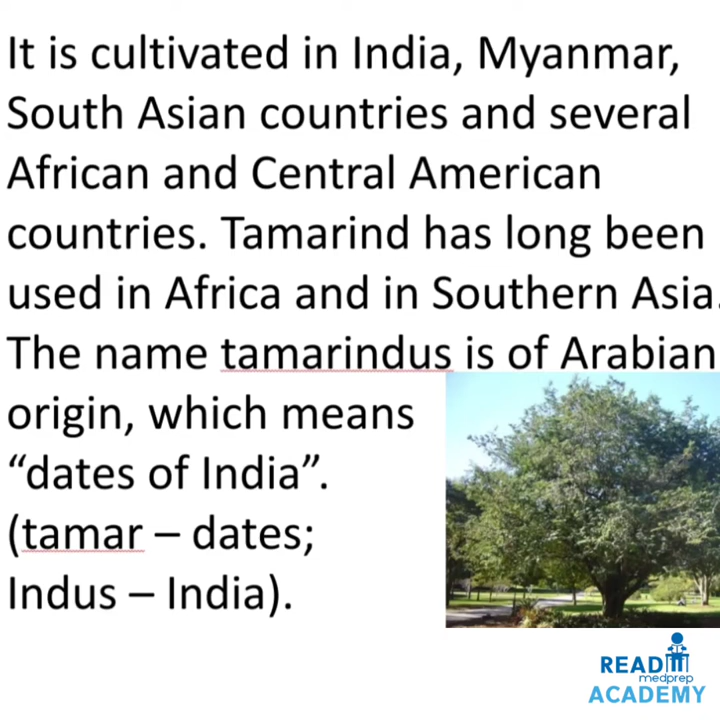 It is cultivated in India, Myanmar,
South Asian countries and several
African and Central American
countries. Tamarind has long been
used in Africa and in Southern Asia.
The name tamarindus is of Arabian
origin, which means
“dates of India”.
(tamar – dates;
Indus – India).
READ
medprep
ACADEMY